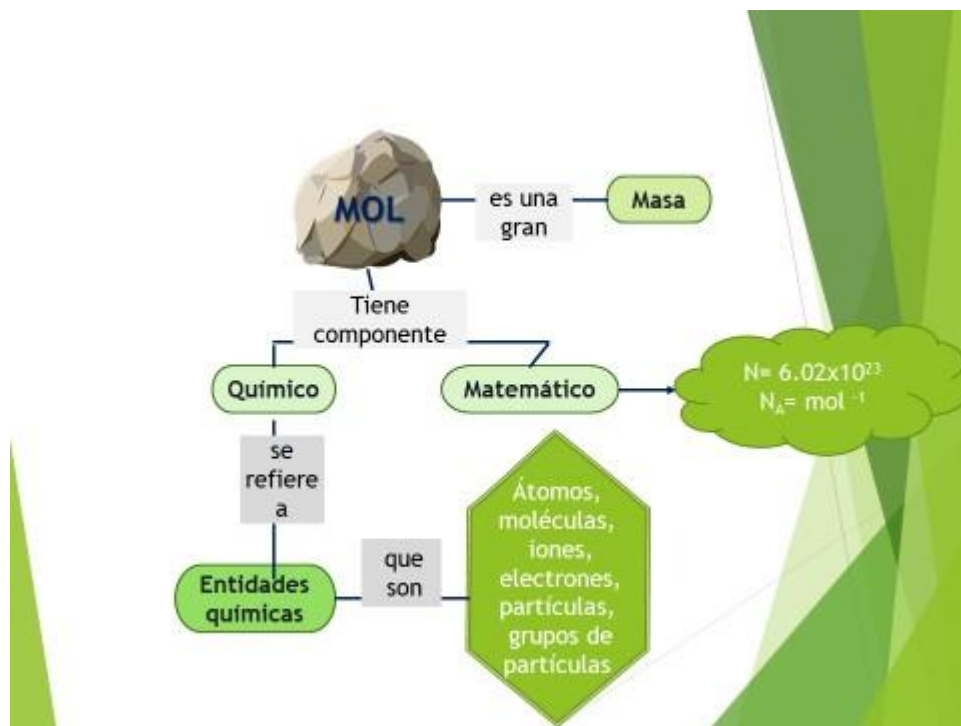 MOL
es una
gran
Masa
Tiene
componente
Químico
Matemático
N= 6.02x10²³
Nₐ= mol ⁻¹
se
refiere
a
Entidades
químicas
que
son
Átomos,
moléculas,
iones,
electrones,
partículas,
grupos de
partículas